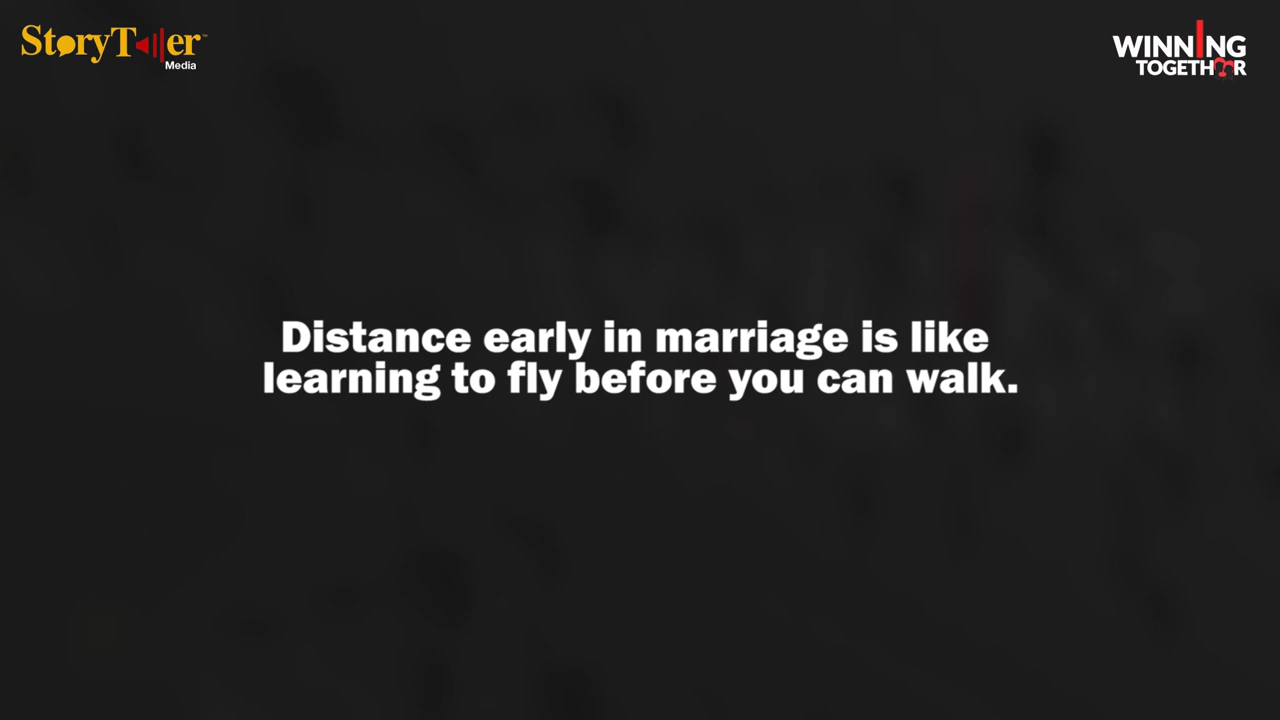 StoryTeller
Media
WINNING
TOGETHER
Distance early in marriage is like
learning to fly before you can walk.